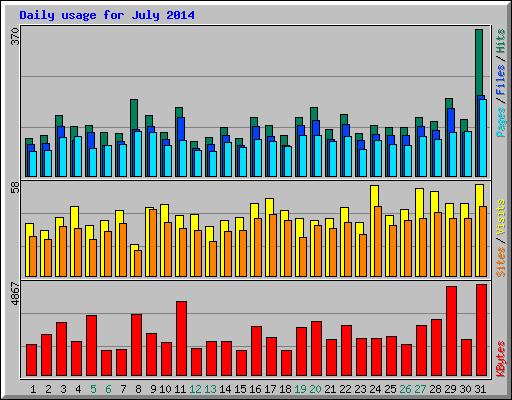 Daily usage for July 2014
370
Pages / Files / Hits
58
Sites / Visits
4867
KBytes
1 2 3 4 5 6 7 8 9 10 11 12 13 14 15 16 17 18 19 20 21 22 23 24 25 26 27 28 29 30 31